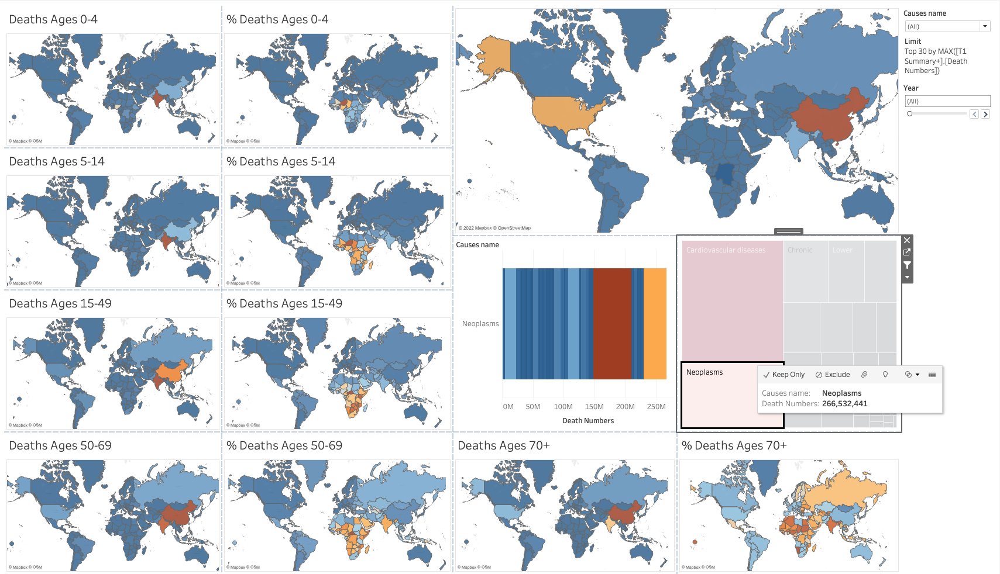 Deaths Ages 0-4
% Deaths Ages 0-4
© Mapbox © OSM
© Mapbox © OSM
© 2022 Mapbox © OpenStreetMap
Causes name
(All)
Limit
Top 30 by MAX([T1
Summary+].[Death
Numbers])
Year
(All)
Deaths Ages 5-14
% Deaths Ages 5-14
© Mapbox © OSM
© Mapbox © OSM
Causes name
Neoplasms
0M 50M 100M 150M 200M 250M
Death Numbers
Cardiovascular diseases
Chronic
Lower
Neoplasms
Keep Only Exclude
Causes name: Neoplasms
Death Numbers: 266,532,441
Deaths Ages 15-49
% Deaths Ages 15-49
© Mapbox © OSM
© Mapbox © OSM
Deaths Ages 50-69
% Deaths Ages 50-69
Deaths Ages 70+
% Deaths Ages 70+
© Mapbox © OSM
© Mapbox © OSM
© Mapbox © OSM
© Mapbox © OSM